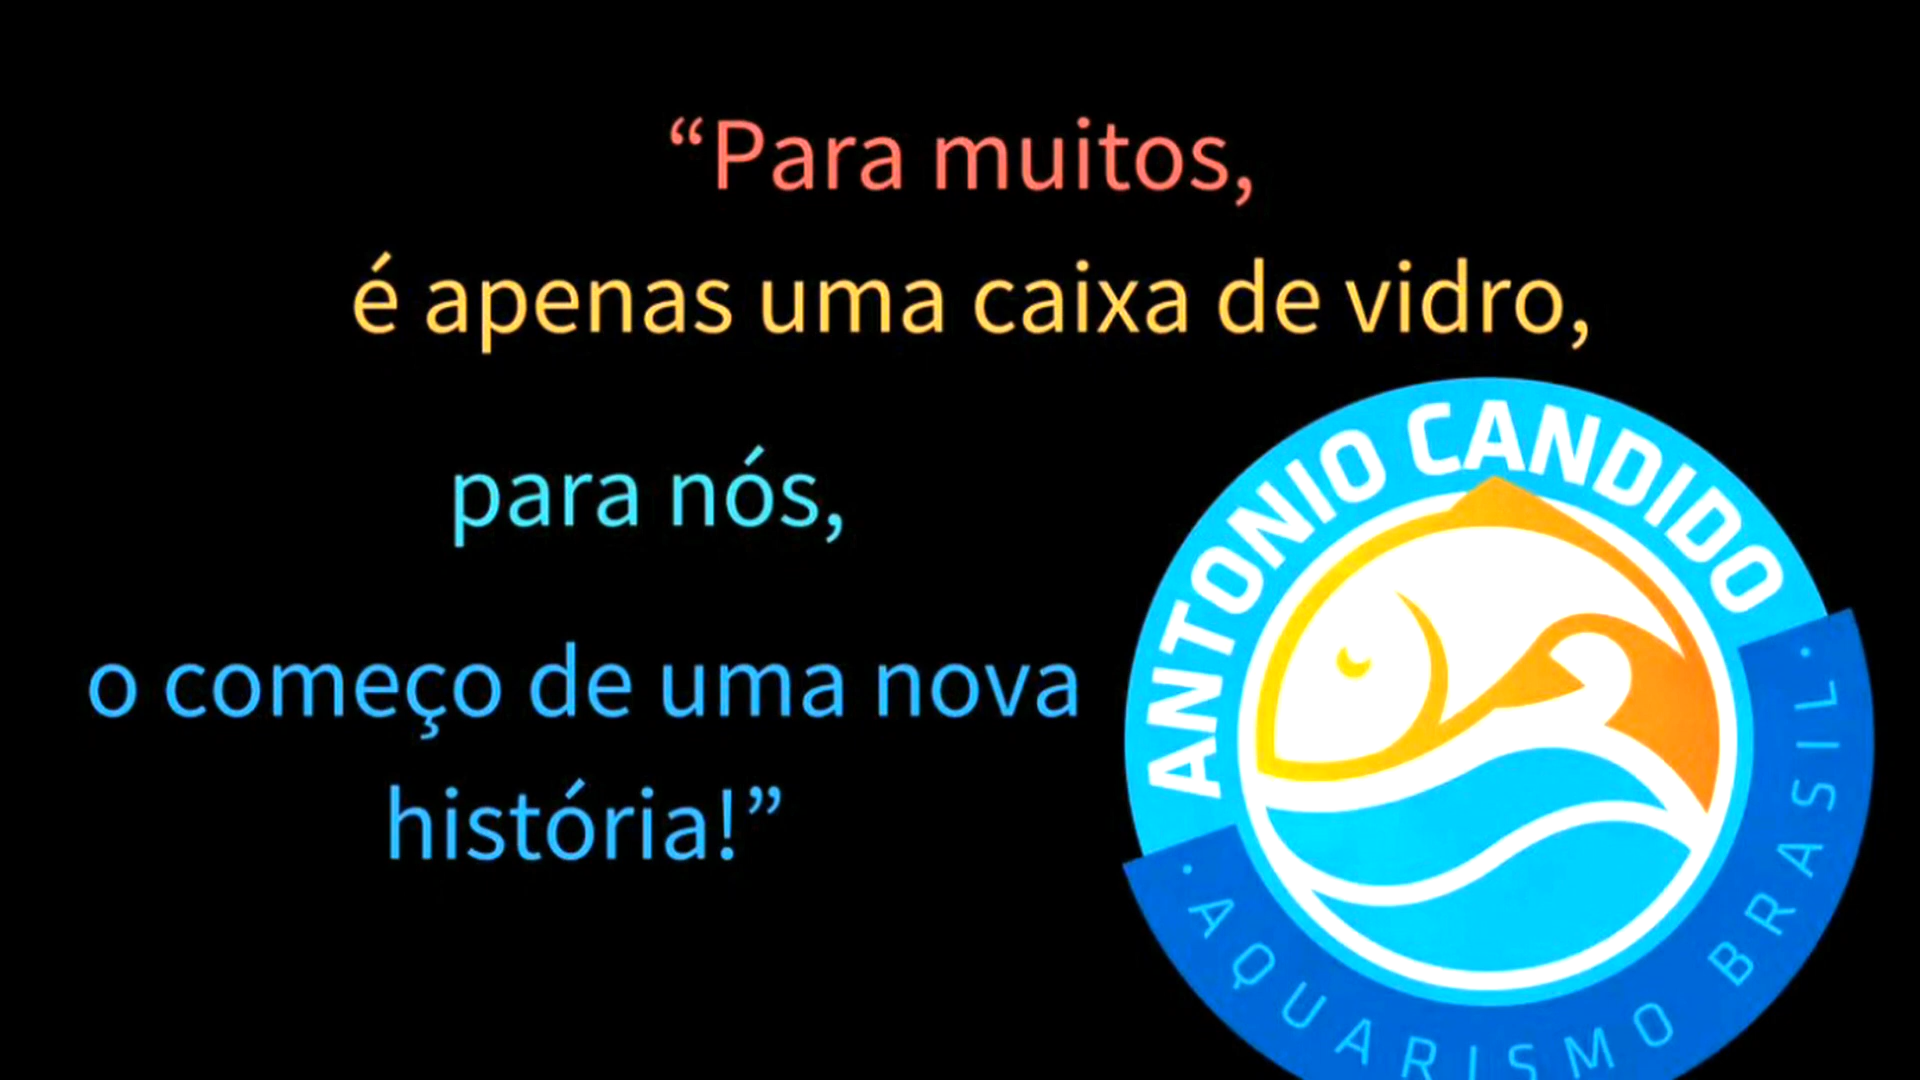 “Para muitos,
é apenas uma caixa de vidro,
para nós,
o começo de uma nova
história!”
ANTONIO CANDIDO
· AQUARISMO BRASIL ·